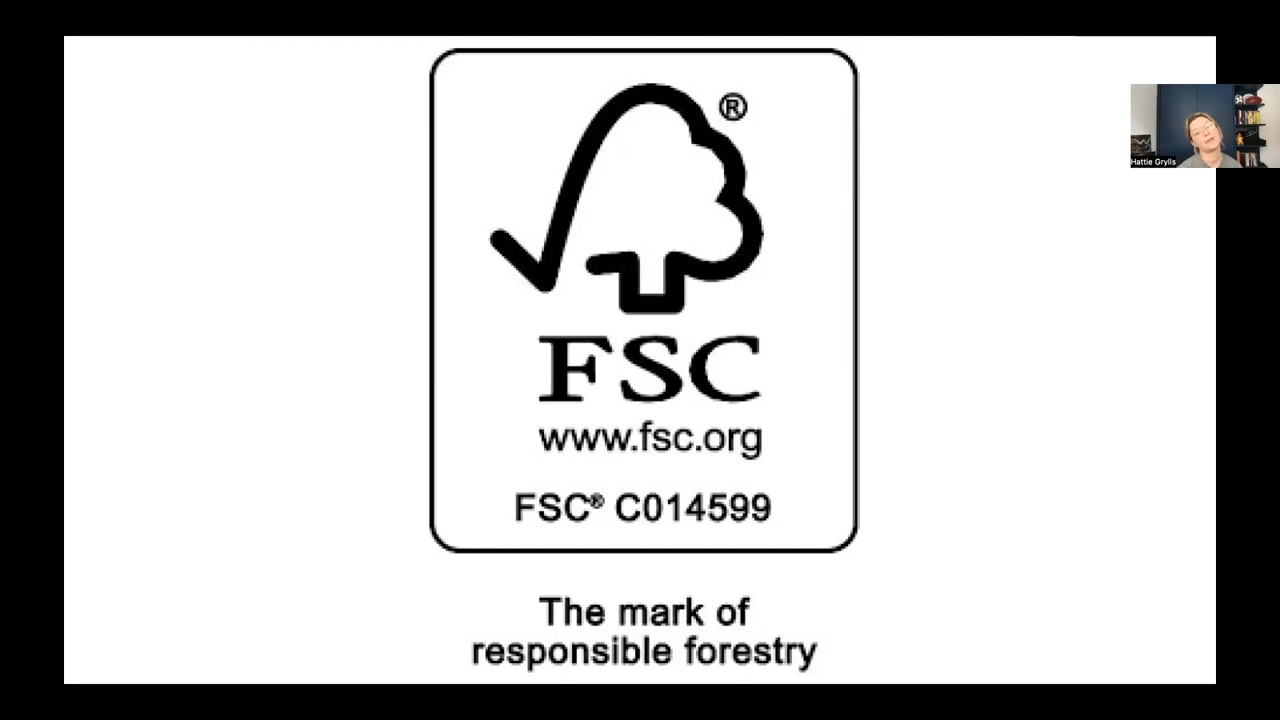 ®
FSC
www.fsc.org
FSC® C014599
The mark of
responsible forestry
Hattie Grylls